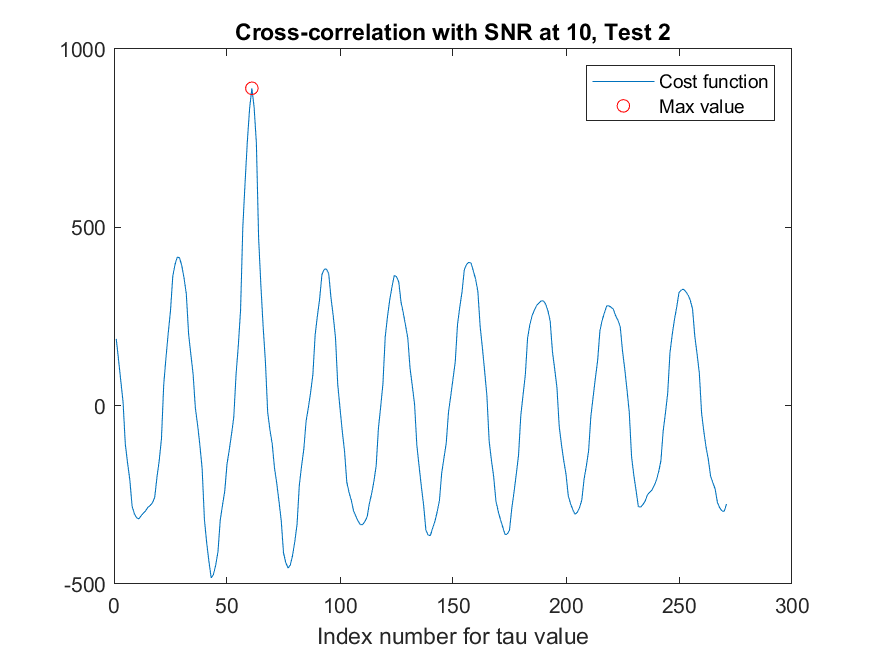 Cross-correlation with SNR at 10, Test 2
1000
500
0
-500
Cost function
Max value
0 50 100 150 200 250 300
Index number for tau value